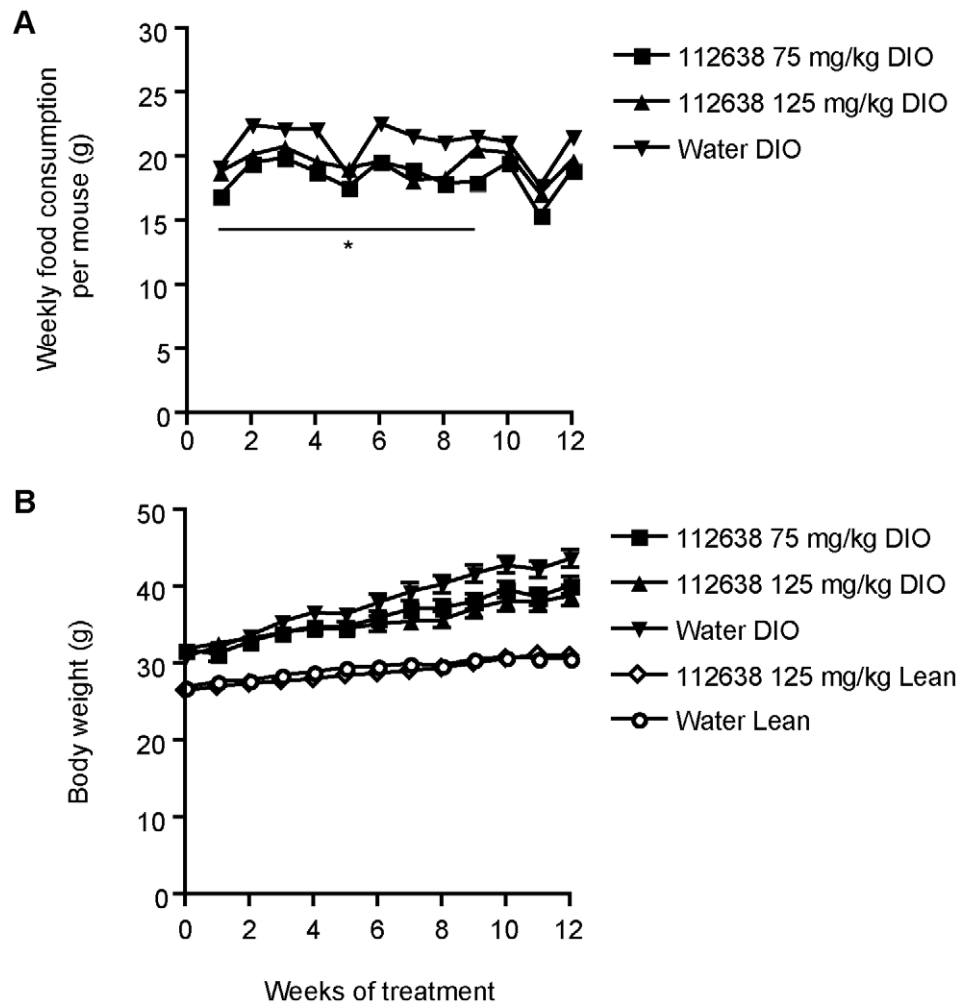 A
30
25
20
15
10
5
0
Weekly food consumption
per mouse (g)
*
0 2 4 6 8 10 12
112638 75 mg/kg DIO
112638 125 mg/kg DIO
Water DIO
B
50
40
30
20
10
0
Body weight (g)
0 2 4 6 8 10 12
Weeks of treatment
112638 75 mg/kg DIO
112638 125 mg/kg DIO
Water DIO
112638 125 mg/kg Lean
Water Lean